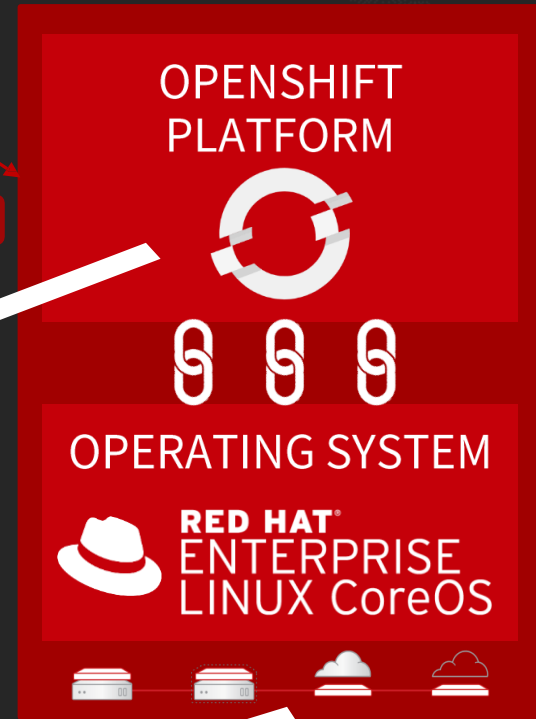 OPENSHIFT
PLATFORM
OPERATING SYSTEM
RED HAT®
ENTERPRISE
LINUX CoreOS